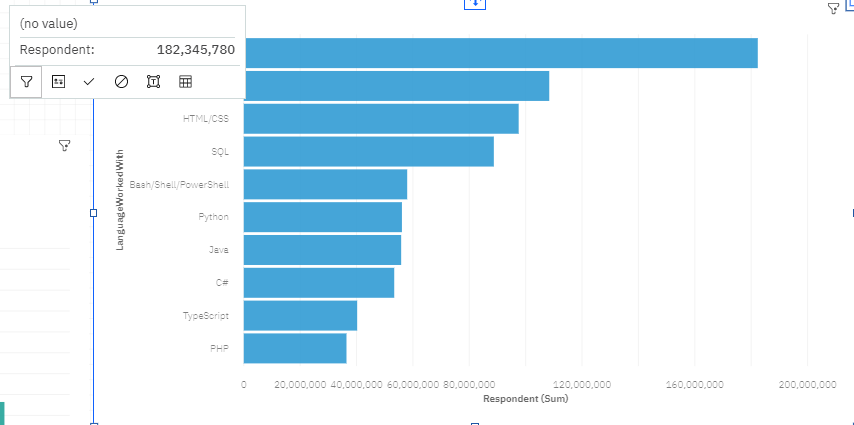 (no value)
Respondent: 182,345,780
HTML/CSS
SQL
Bash/Shell/PowerShell
Python
Java
C#
TypeScript
PHP
LanguageWorkedWith
0 20,000,000 40,000,000 60,000,000 80,000,000 120,000,000 160,000,000 200,000,000
Respondent (Sum)